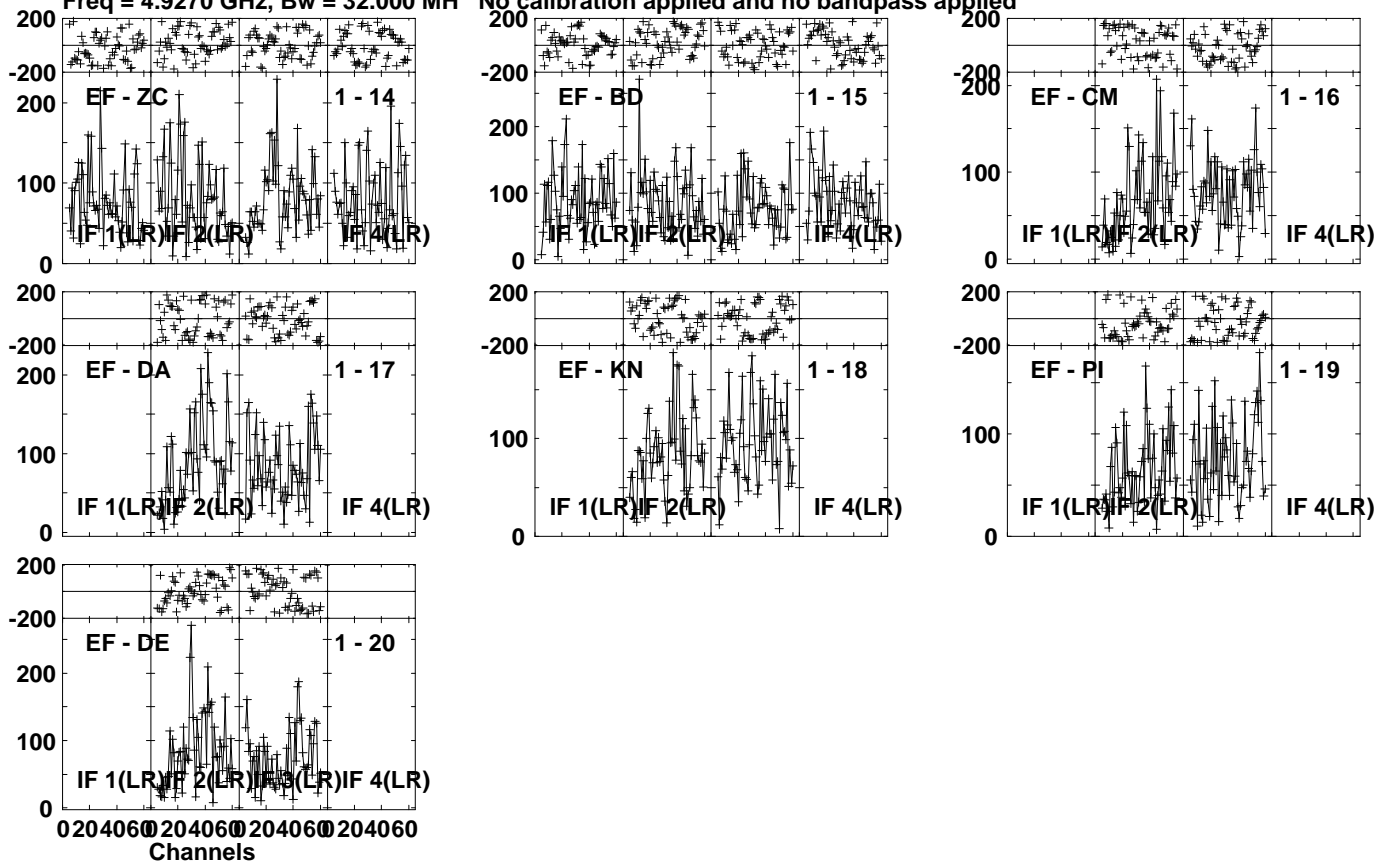 Freq = 4.9270 GHz, Bw = 32.000 MH No calibration applied and no bandpass applied
200
-200
200
100
0
EF - ZC 1 - 14
IF 1(LR) IF 2(LR) IF 4(LR)
200
-200
200
100
0
EF - BD 1 - 15
IF 1(LR) IF 2(LR) IF 4(LR)
200
-200
200
100
0
EF - CM 1 - 16
IF 1(LR) IF 2(LR) IF 4(LR)
200
-200
200
100
0
EF - DA 1 - 17
IF 1(LR) IF 2(LR) IF 4(LR)
200
-200
100
0
EF - KN 1 - 18
IF 1(LR) IF 2(LR) IF 4(LR)
200
-200
100
0
EF - PI 1 - 19
IF 1(LR) IF 2(LR) IF 4(LR)
200
-200
200
100
0
EF - DE 1 - 20
IF 1(LR) IF 2(LR) IF 3(LR) IF 4(LR)
0 20 40 60 0 20 40 60 0 20 40 60 0 20 40 60
Channels